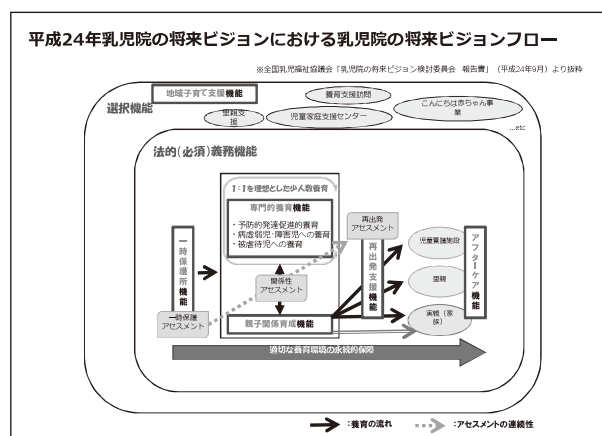 平成24年乳児院の将来ビジョンにおける乳児院の将来ビジョンフロー
※全国乳児福祉協議会「乳児院の将来ビジョン検討委員会 報告書」(平成24年9月)より抜粋
地域子育て支援機能
選択機能
養育支援訪問
里親支
援
児童家庭支援センター
こんにちは赤ちゃん事
業
...etc
法的(必須)義務機能
1:1を理想とした少人数養育
専門的養育機能
・予防的発達促進的養育
・病虚弱児・障害児への養育
・被虐待児への養育
一時保護所機能
一時保護
アセスメント
関係性
アセスメント
親子関係育成機能
再出発
アセスメント
再出発支援機能
児童養護施設
里親
実親(家
族)
アフターケア機能
適切な養育環境の永続的保障
:養育の流れ
:アセスメントの連続性